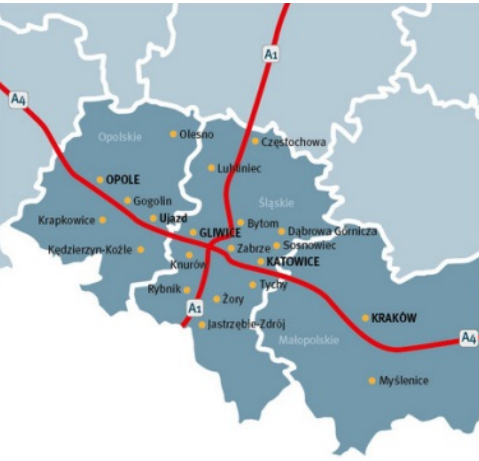 A1
A4
Opolskie
Olesno
Częstochowa
Lubliniec
OPOLE
Gogolin
Śląskie
Krapkowice
Ujazd
Bytom
GLIWICE
Dąbrowa Górnicza
Kędzierzyn-Koźle
Zabrze
Sosnowiec
Knurów
KATOWICE
Rybnik
Tychy
Żory
A1
KRAKÓW
Jastrzębie-Zdrój
Małopolskie
A4
Myślenice